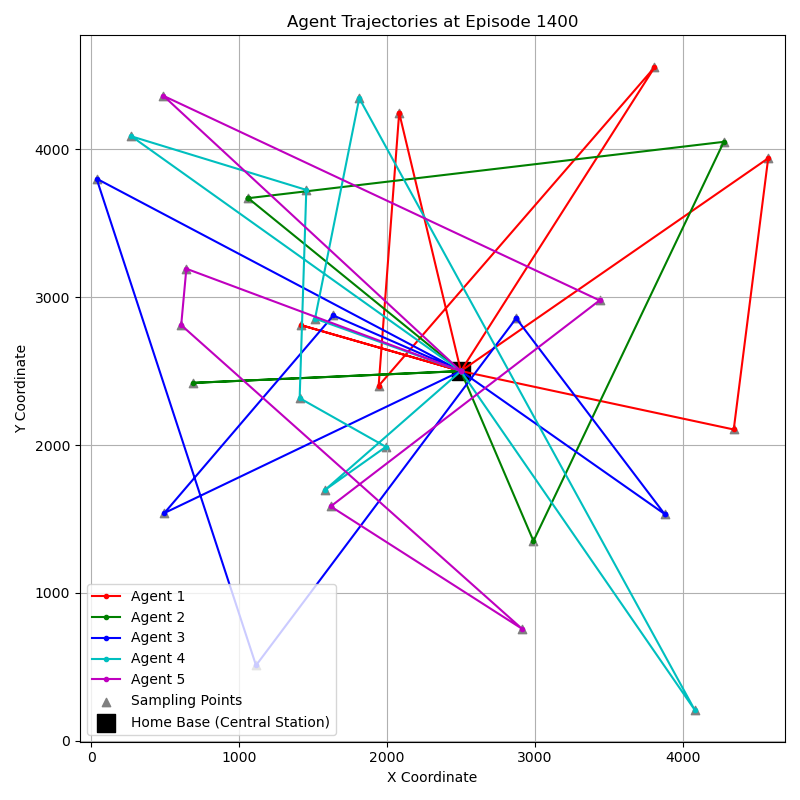 Agent Trajectories at Episode 1400
Y Coordinate
4000
3000
2000
1000
0
Agent 1
Agent 2
Agent 3
Agent 4
Agent 5
Sampling Points
Home Base (Central Station)
0 1000 2000 3000 4000
X Coordinate